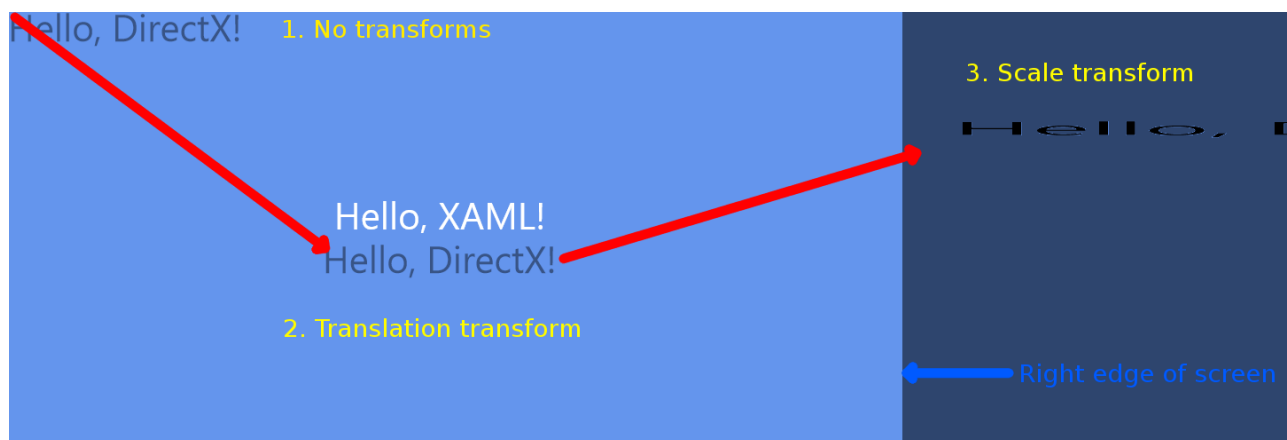 Hello, DirectX!
1. No transforms
3. Scale transform
Hello,
Hello, XAML!
Hello, DirectX!
2. Translation transform
Right edge of screen